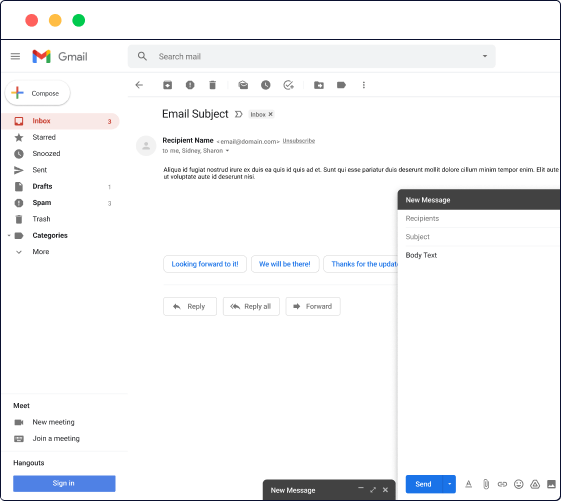 Gmail
Search mail
Compose
Inbox 3
Starred
Snoozed
Sent
Drafts 1
Spam 3
Trash
Categories
More
Email Subject Inbox ✕
Recipient Name <email@domain.com> Unsubscribe
to me, Sidney, Sharon
Aliqua id fugiat nostrud irure ex duis ea quis id quis ad et. Sunt qui esse pariatur duis deserunt mollit dolore cillum minim tempor enim. Elit aute
ut voluptate aute id deserunt nisi.
Looking forward to it! We will be there! Thanks for the update
Reply Reply all Forward
New Message
Recipients
Subject
Body Text
Send
Meet
New meeting
Join a meeting
Hangouts
Sign in
New Message